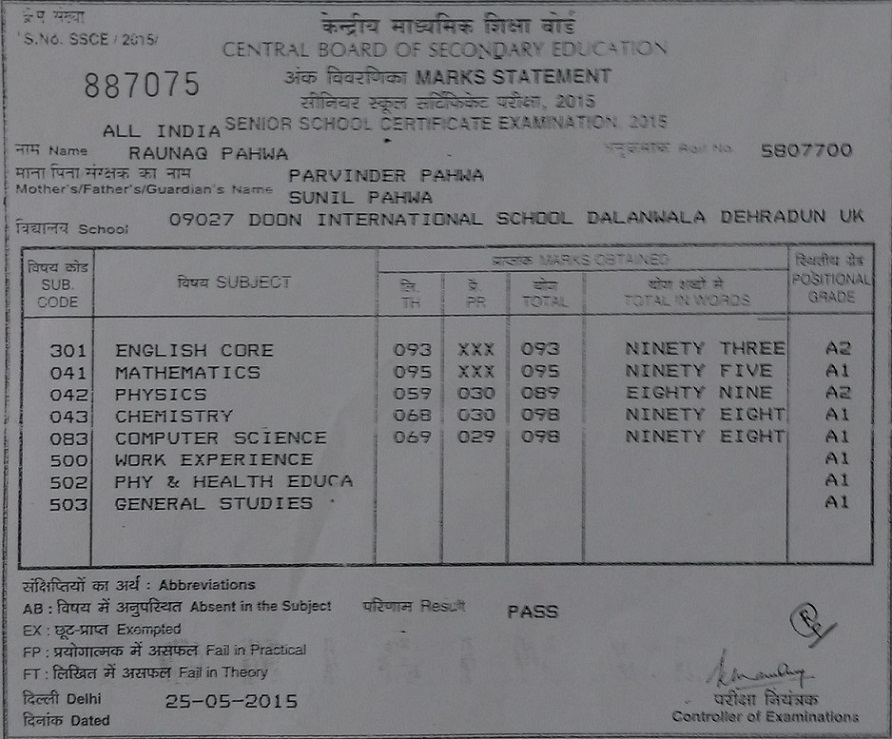 क्रम संख्या
S.No. SSCE / 2015/
887075
केन्द्रीय माध्यमिक शिक्षा बोर्ड
CENTRAL BOARD OF SECONDARY EDUCATION
अंक विवरणिका MARKS STATEMENT
सीनियर स्कूल सर्टिफिकेट परीक्षा, 2015
ALL INDIA SENIOR SCHOOL CERTIFICATE EXAMINATION, 2015
नाम Name RAUNAQ PAHWA अनुक्रमांक Roll No. 5807700
माता पिता संरक्षक का नाम PARVINDER PAHWA
Mother's/Father's/Guardian's Name SUNIL PAHWA
विद्यालय School 09027 DOON INTERNATIONAL SCHOOL DALANWALA DEHRADUN UK
विषय कोड SUB. CODE विषय SUBJECT प्राप्तांक MARKS OBTAINED स्थितीय ग्रेड POSITIONAL GRADE
लि. TH प्रै. PR योग TOTAL योग शब्दों में TOTAL IN WORDS
301 ENGLISH CORE 093 XXX 093 NINETY THREE A2
041 MATHEMATICS 095 XXX 095 NINETY FIVE A1
042 PHYSICS 059 030 089 EIGHTY NINE A2
043 CHEMISTRY 068 030 098 NINETY EIGHT A1
083 COMPUTER SCIENCE 069 029 098 NINETY EIGHT A1
500 WORK EXPERIENCE A1
502 PHY & HEALTH EDUCA A1
503 GENERAL STUDIES A1
संक्षिप्तियों का अर्थ : Abbreviations
AB : विषय में अनुपस्थित Absent in the Subject परिणाम Result PASS
EX : छूट-प्राप्त Exempted
FP : प्रयोगात्मक में असफल Fail in Practical
FT : लिखित में असफल Fail in Theory
दिल्ली Delhi
दिनांक Dated 25-05-2015
परीक्षा नियंत्रक
Controller of Examinations